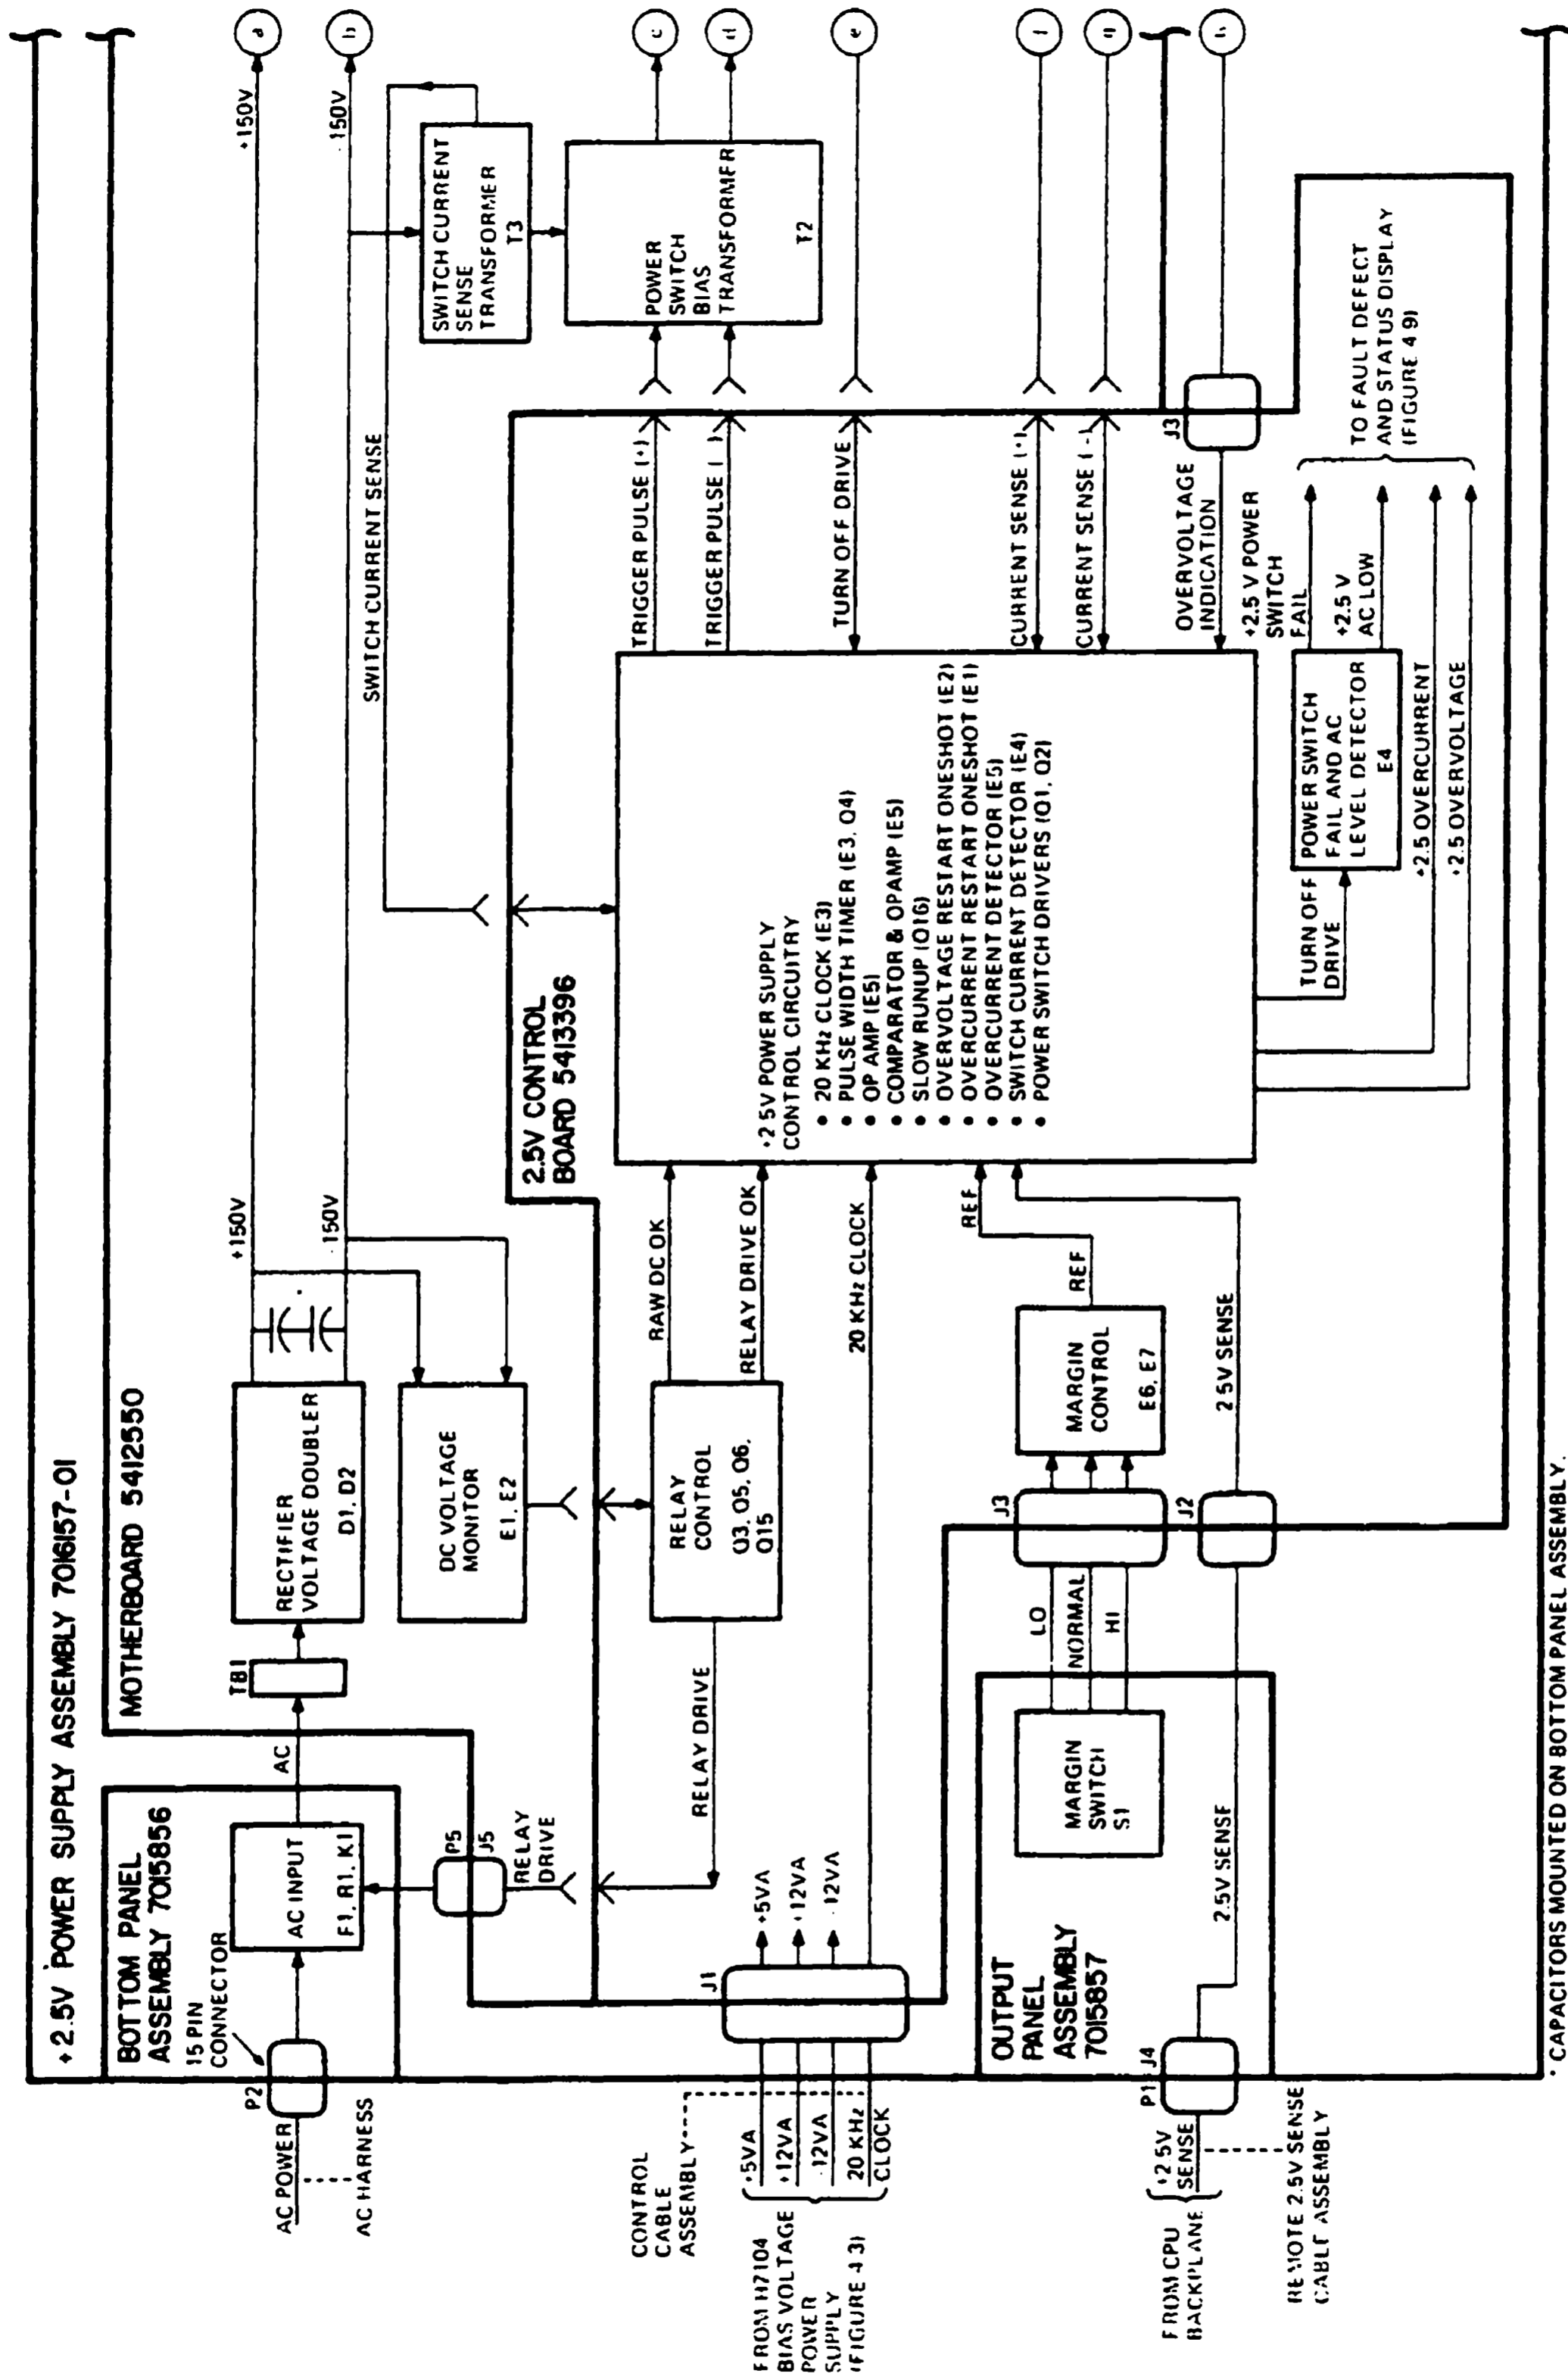 +2.5V POWER SUPPLY ASSEMBLY 7016157-01
BOTTOM PANEL
ASSEMBLY 7015856
15 PIN
CONNECTOR
P2
AC POWER
AC HARNESS
AC INPUT
F1, R1, K1
AC
P5
J5
RELAY
DRIVE
MOTHERBOARD 5412550
TB1
RECTIFIER
VOLTAGE DOUBLER
D1, D2
+150V
-150V
*
DC VOLTAGE
MONITOR
E1, E2
+150V
-150V
a
b
SWITCH CURRENT SENSE
SWITCH CURRENT
SENSE
TRANSFORMER
T3
POWER
SWITCH
BIAS
TRANSFORMER
T2
c
d
e
f
g
h
2.5V CONTROL
BOARD 5413396
RELAY
CONTROL
Q3, Q5, Q6,
Q15
RELAY DRIVE
RAW DC OK
RELAY DRIVE OK
20 KHz CLOCK
+2.5V POWER SUPPLY
CONTROL CIRCUITRY
• 20 KHz CLOCK (E3)
• PULSE WIDTH TIMER (E3, Q4)
• OP AMP (E5)
• COMPARATOR & OPAMP (E5)
• SLOW RUNUP (Q16)
• OVERVOLTAGE RESTART ONESHOT (E2)
• OVERCURRENT RESTART ONESHOT (E1)
• OVERCURRENT DETECTOR (E5)
• SWITCH CURRENT DETECTOR (E4)
• POWER SWITCH DRIVERS (Q1, Q2)
TRIGGER PULSE (+)
TRIGGER PULSE (-)
TURN OFF DRIVE
CURRENT SENSE (+)
CURRENT SENSE (-)
OVERVOLTAGE
INDICATION
J3
CONTROL
CABLE
ASSEMBLY
FROM H7104
BIAS VOLTAGE
POWER
SUPPLY
(FIGURE 4-3)
+5VA
+12VA
-12VA
20 KHz
CLOCK
J1
+5VA
+12VA
-12VA
OUTPUT
PANEL
ASSEMBLY
7015857
MARGIN
SWITCH
S1
LO
NORMAL
HI
J3
MARGIN
CONTROL
E6, E7
REF
REF
FROM CPU
BACKPLANE
+2.5V
SENSE
REMOTE 2.5V SENSE
CABLE ASSEMBLY
P1
J4
2.5V SENSE
J2
2.5V SENSE
TURN OFF
DRIVE
POWER SWITCH
FAIL AND AC
LEVEL DETECTOR
E4
+2.5 V POWER
SWITCH
FAIL
+2.5 V
AC LOW
+2.5 OVERCURRENT
+2.5 OVERVOLTAGE
TO FAULT DEFECT
AND STATUS DISPLAY
(FIGURE 4-9)
* CAPACITORS MOUNTED ON BOTTOM PANEL ASSEMBLY.